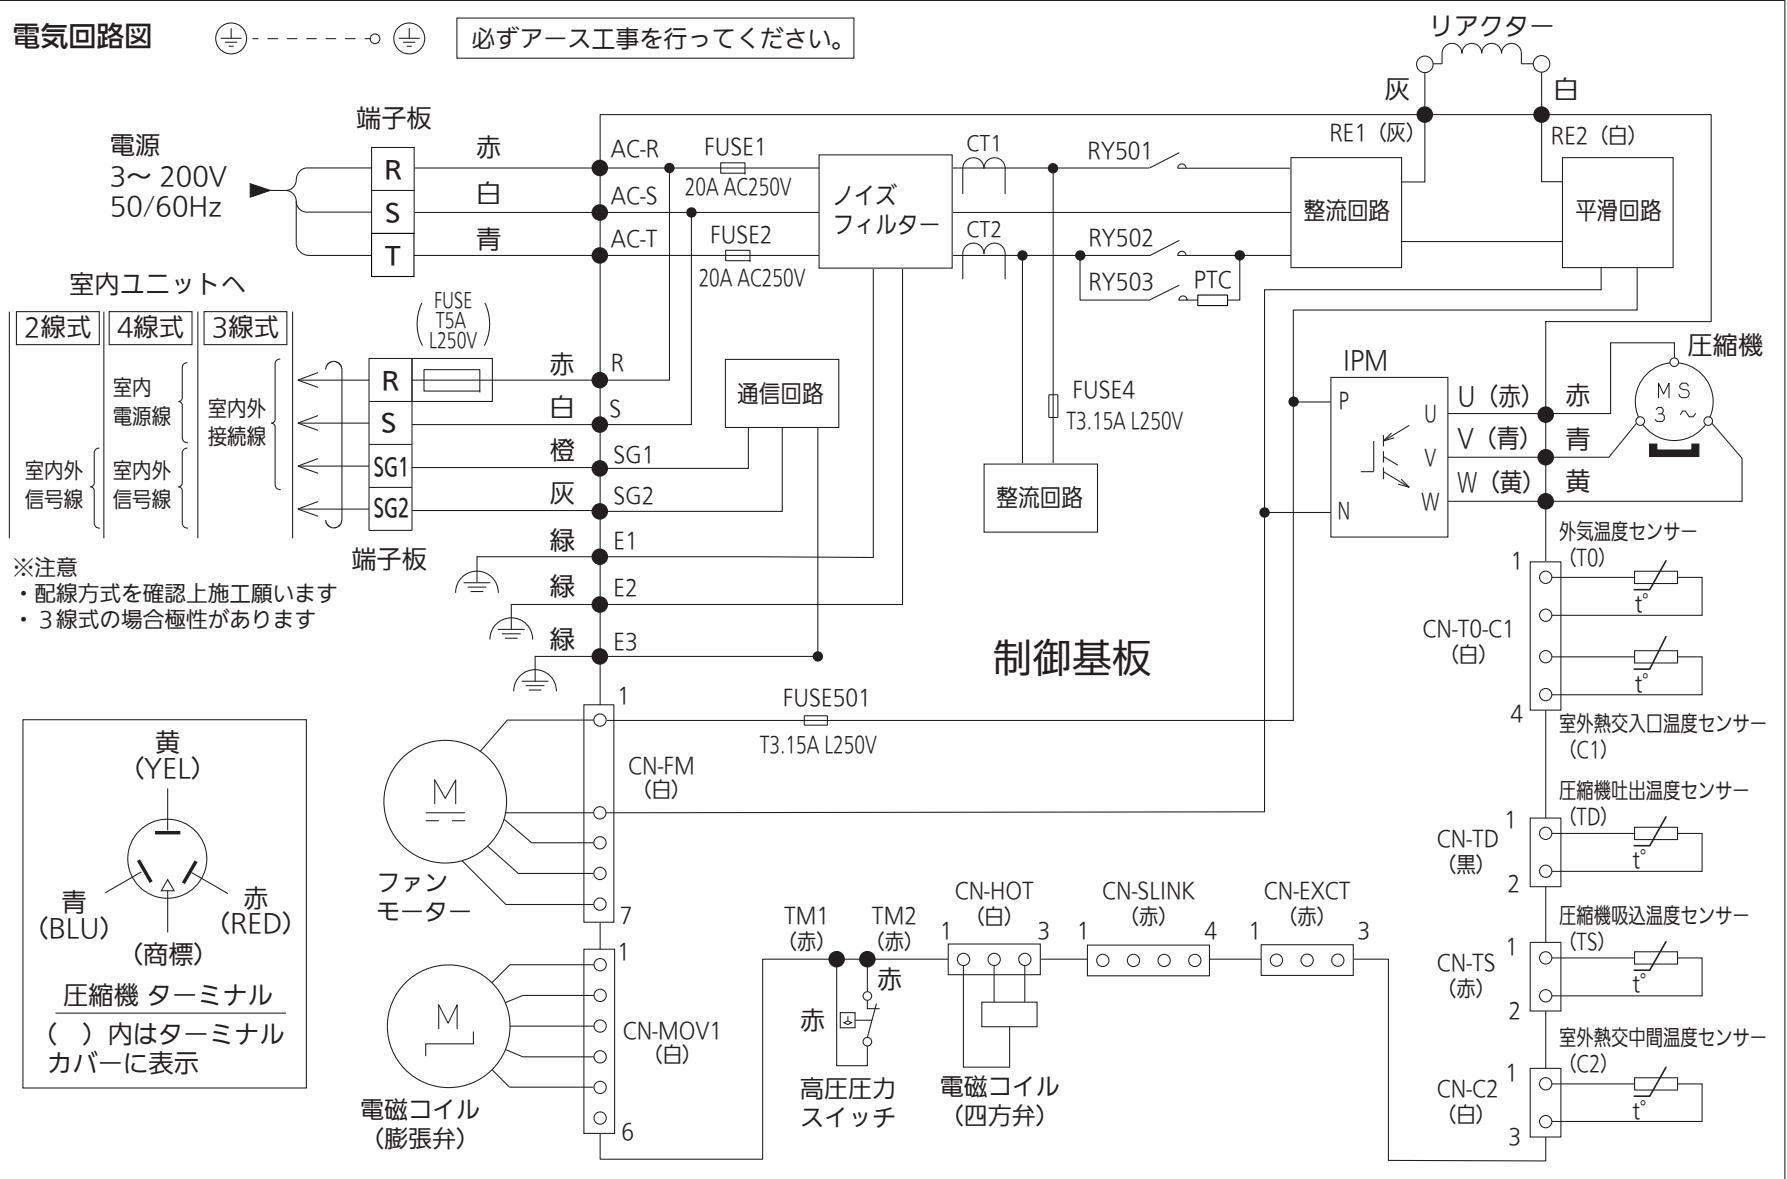 電気回路図
必ずアース工事を行ってください。
リアクター
灰
白
RE1（灰）
RE2（白）
端子板
電源
3～ 200V
50/60Hz
R
S
T
赤
白
青
AC-R
AC-S
AC-T
FUSE1
20A AC250V
FUSE2
20A AC250V
ノイズ
フィルター
CT1
CT2
RY501
RY502
RY503
PTC
整流回路
平滑回路
室内ユニットへ
2線式
4線式
3線式
室内
電源線
室内外
接続線
室内外
信号線
室内外
信号線
FUSE
T5A
L250V
R
S
SG1
SG2
端子板
赤
白
橙
灰
緑
緑
緑
R
S
SG1
SG2
E1
E2
E3
通信回路
FUSE4
T3.15A L250V
整流回路
IPM
P
N
U
V
W
U（赤）
V（青）
W（黄）
赤
青
黄
圧縮機
MS
3 ～
※注意
・配線方式を確認上施工願います
・３線式の場合極性があります
制御基板
外気温度センサー
(T0)
1
t°
CN-T0-C1
(白)
t°
4
室外熱交入口温度センサー
(C1)
圧縮機吐出温度センサー
(TD)
1
CN-TD
(黒)
t°
2
圧縮機吸込温度センサー
(TS)
1
CN-TS
(赤)
t°
2
室外熱交中間温度センサー
(C2)
1
CN-C2
(白)
t°
3
FUSE501
T3.15A L250V
1
CN-FM
(白)
7
M
ファン
モーター
1
CN-MOV1
(白)
6
M
電磁コイル
(膨張弁)
TM1
(赤)
TM2
(赤)
赤
赤
高圧圧力
スイッチ
CN-HOT
(白)
1
3
電磁コイル
(四方弁)
CN-SLINK
(赤)
1
4
CN-EXCT
(赤)
1
3
黄
(YEL)
青
(BLU)
赤
(RED)
(商標)
圧縮機 ターミナル
(　) 内はターミナル
カバーに表示